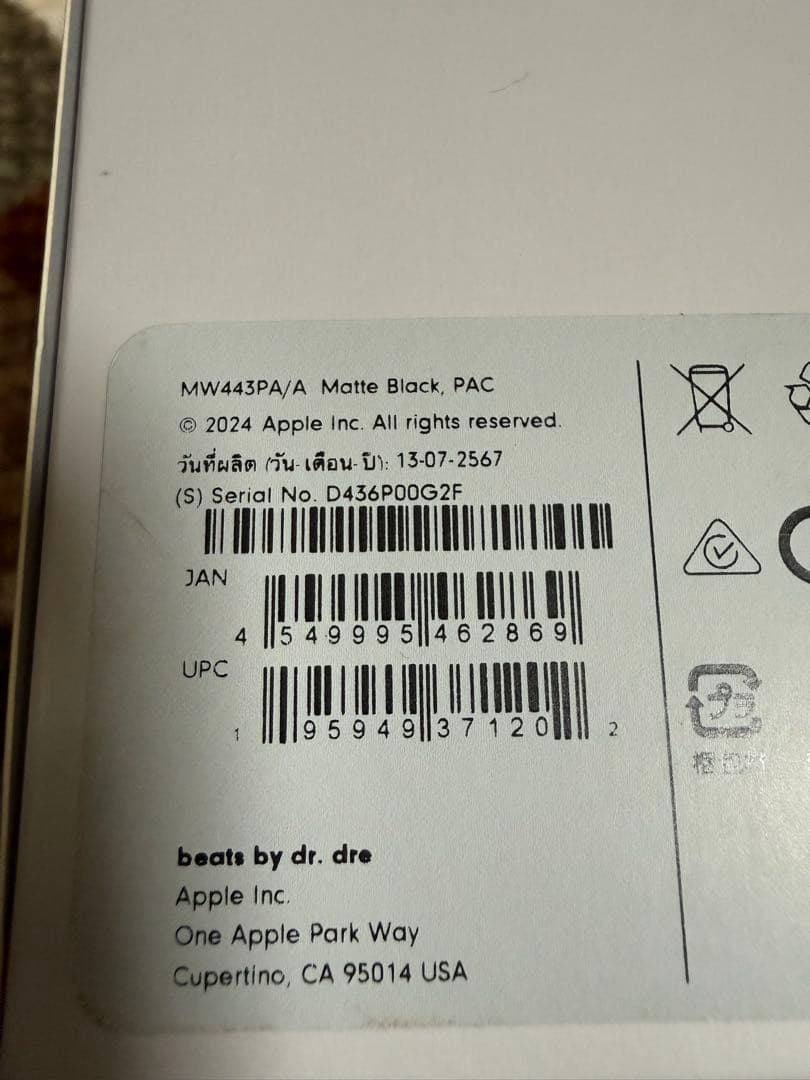 MW443PA/A Matte Black, PAC
© 2024 Apple Inc. All rights reserved.
วันที่ผลิต (วัน-เดือน-ปี): 13-07-2567
(S) Serial No. D436P00G2F
JAN
4 549995 462869
UPC
1 95949 37120 2
プラ
beats by dr. dre
Apple Inc.
One Apple Park Way
Cupertino, CA 95014 USA